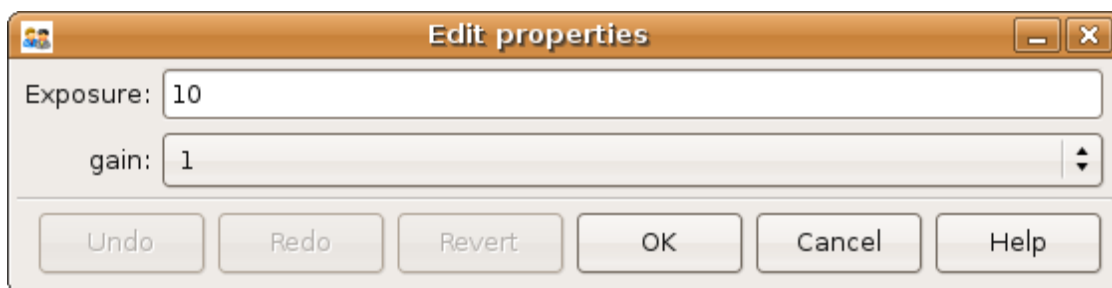 Edit properties
Exposure: 10
gain: 1
Undo Redo Revert OK Cancel Help